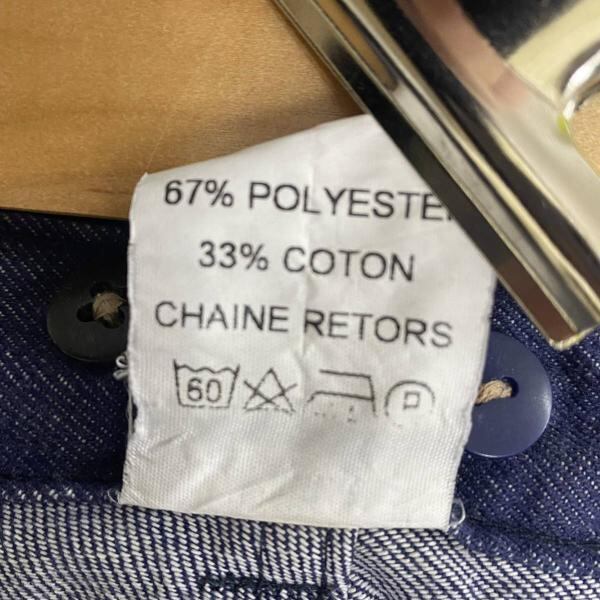 67% POLYESTE
33% COTON
CHAINE RETORS
60 P